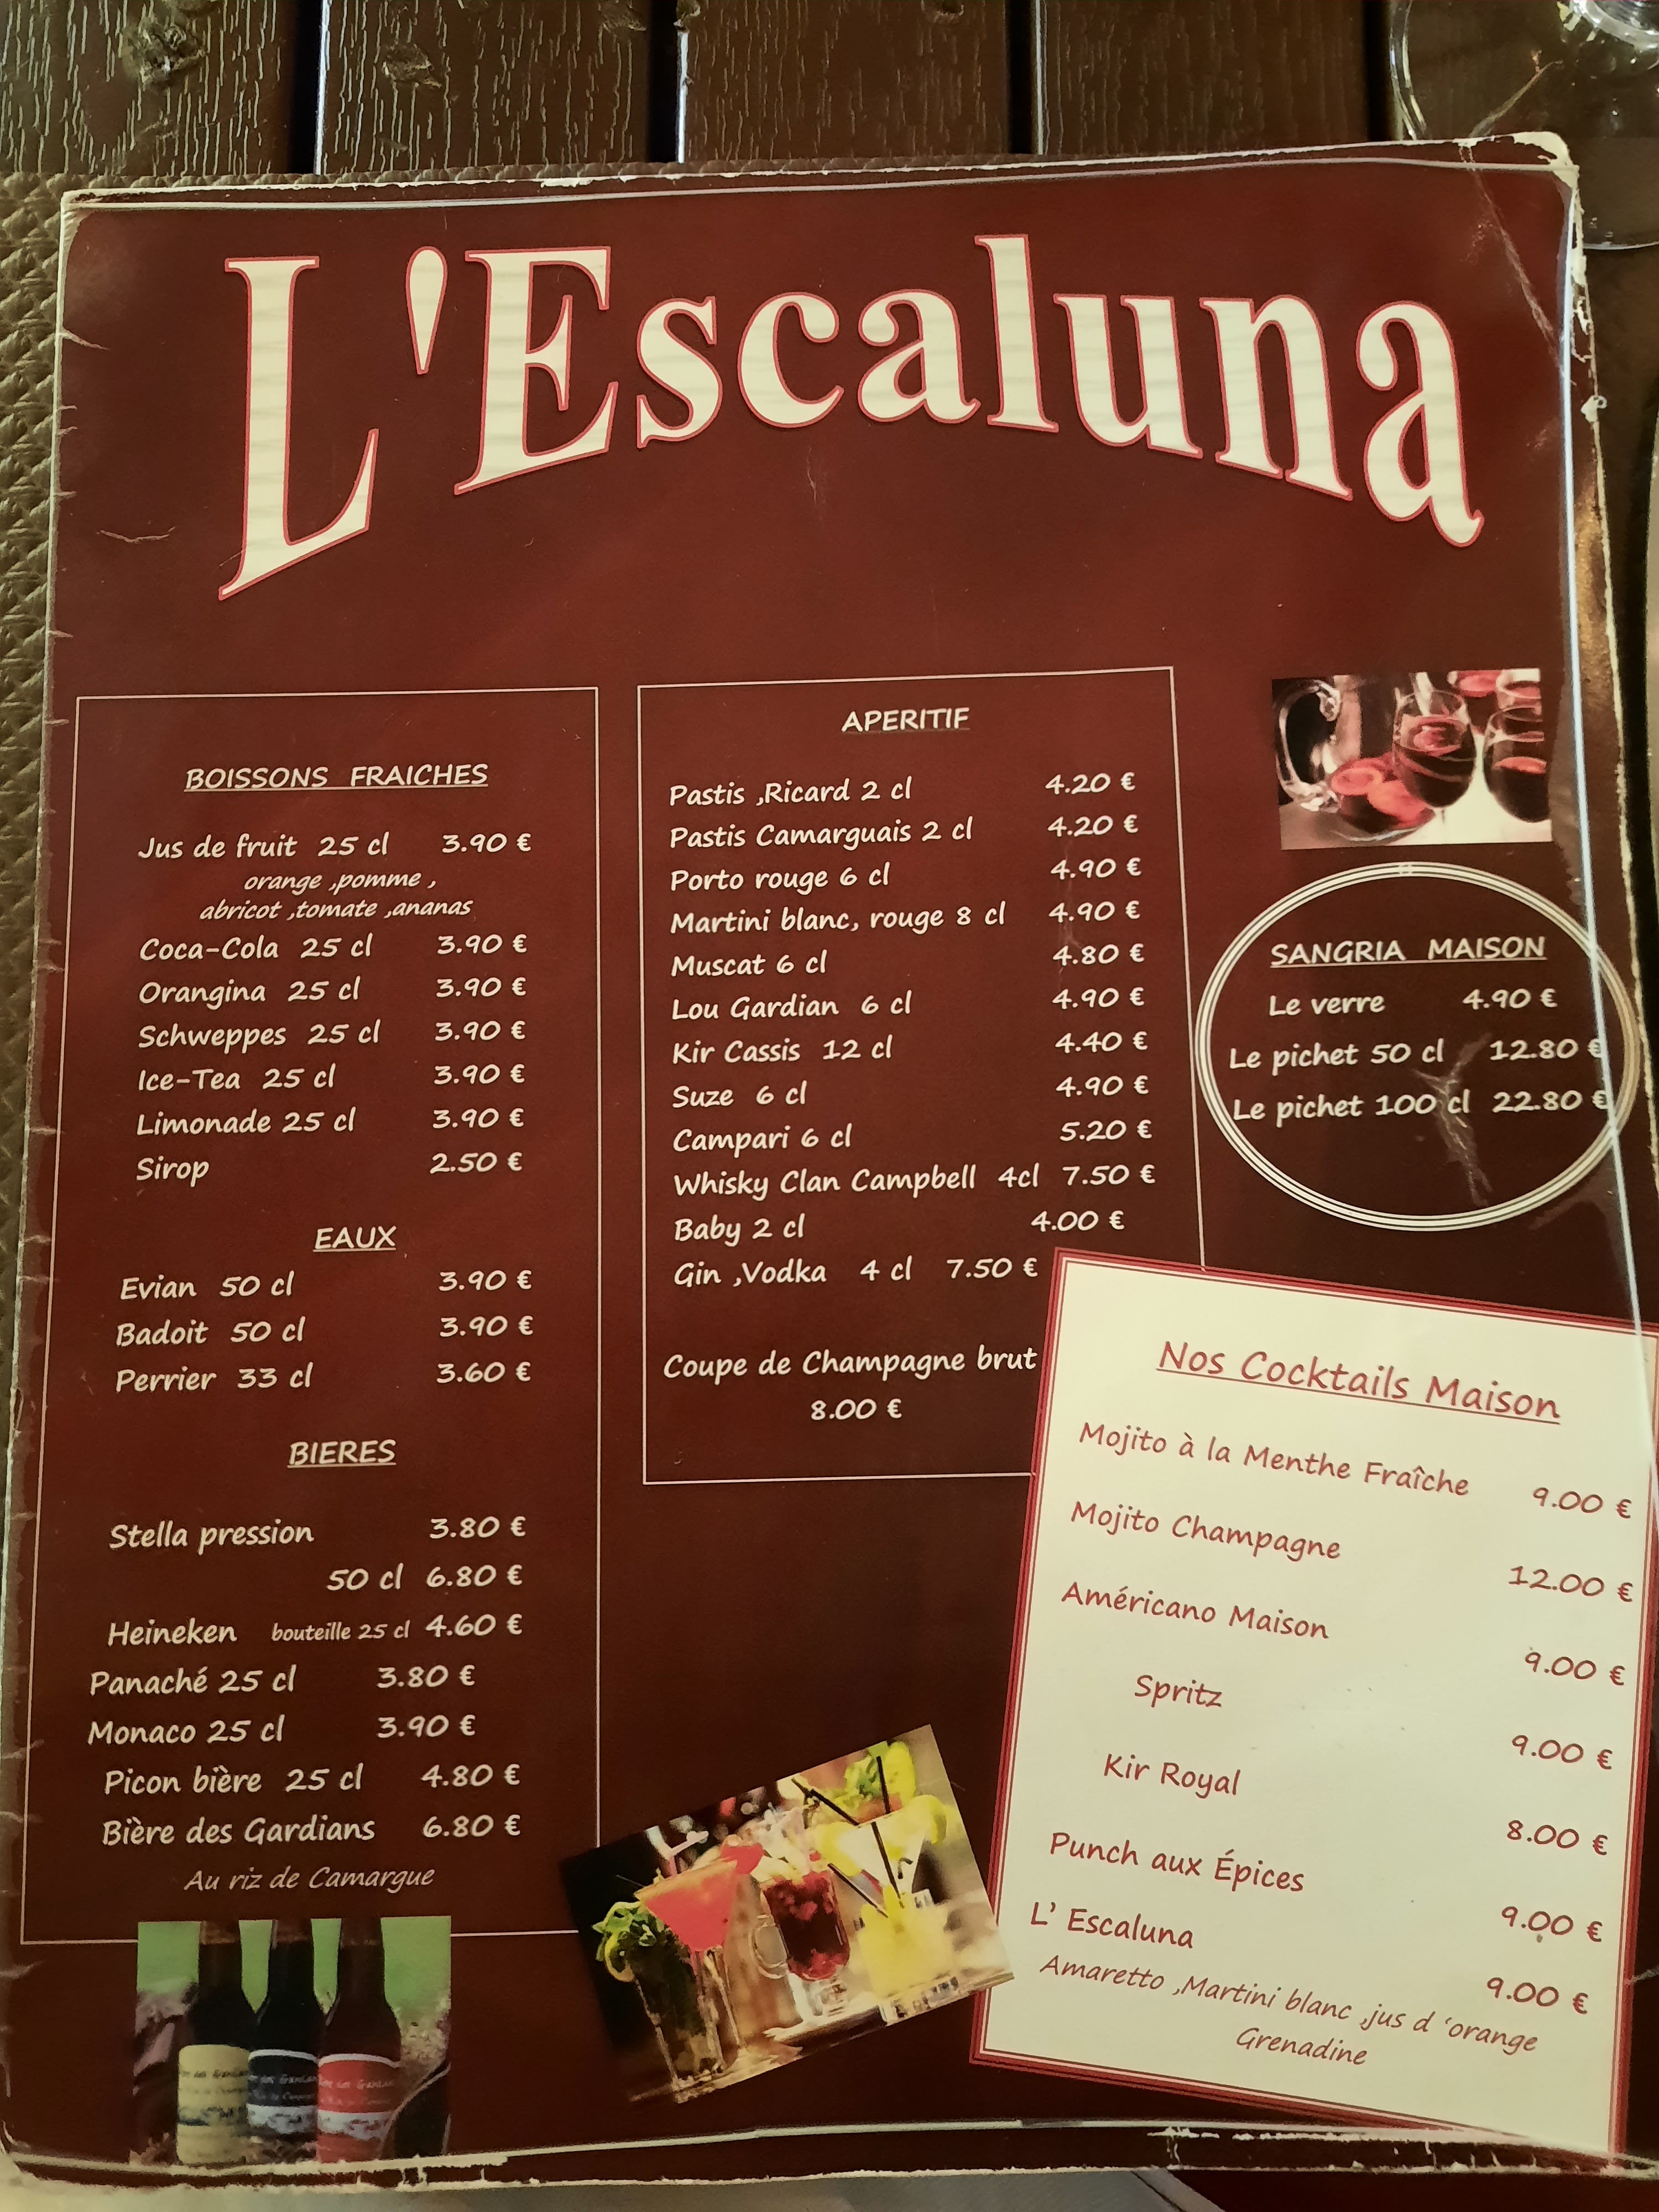 L'Escaluna
BOISSONS FRAICHES
Jus de fruit 25 cl 3.90 €
orange ,pomme ,
abricot ,tomate ,ananas
Coca-Cola 25 cl 3.90 €
Orangina 25 cl 3.90 €
Schweppes 25 cl 3.90 €
Ice-Tea 25 cl 3.90 €
Limonade 25 cl 3.90 €
Sirop 2.50 €
EAUX
Evian 50 cl 3.90 €
Badoit 50 cl 3.90 €
Perrier 33 cl 3.60 €
BIERES
Stella pression 3.80 €
50 cl 6.80 €
Heineken bouteille 25 cl 4.60 €
Panaché 25 cl 3.80 €
Monaco 25 cl 3.90 €
Picon bière 25 cl 4.80 €
Bière des Gardians 6.80 €
Au riz de Camargue
APERITIF
Pastis ,Ricard 2 cl 4.20 €
Pastis Camarguais 2 cl 4.20 €
Porto rouge 6 cl 4.90 €
Martini blanc, rouge 8 cl 4.90 €
Muscat 6 cl 4.80 €
Lou Gardian 6 cl 4.90 €
Kir Cassis 12 cl 4.40 €
Suze 6 cl 4.90 €
Campari 6 cl 5.20 €
Whisky Clan Campbell 4cl 7.50 €
Baby 2 cl 4.00 €
Gin ,Vodka 4 cl 7.50 €
Coupe de Champagne brut
8.00 €
SANGRIA MAISON
Le verre 4.90 €
Le pichet 50 cl 12.80 €
Le pichet 100 cl 22.80 €
Nos Cocktails Maison
Mojito à la Menthe Fraîche 9.00 €
Mojito Champagne 12.00 €
Américano Maison 9.00 €
Spritz 9.00 €
Kir Royal 8.00 €
Punch aux Épices 9.00 €
L' Escaluna 9.00 €
Amaretto ,Martini blanc ,jus d 'orange
Grenadine